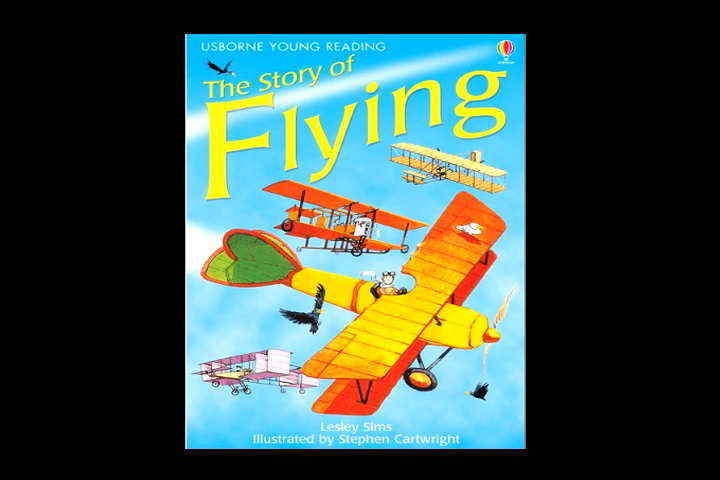 USBORNE YOUNG READING
The Story of
Flying
Lesley Sims
Illustrated by Stephen Cartwright